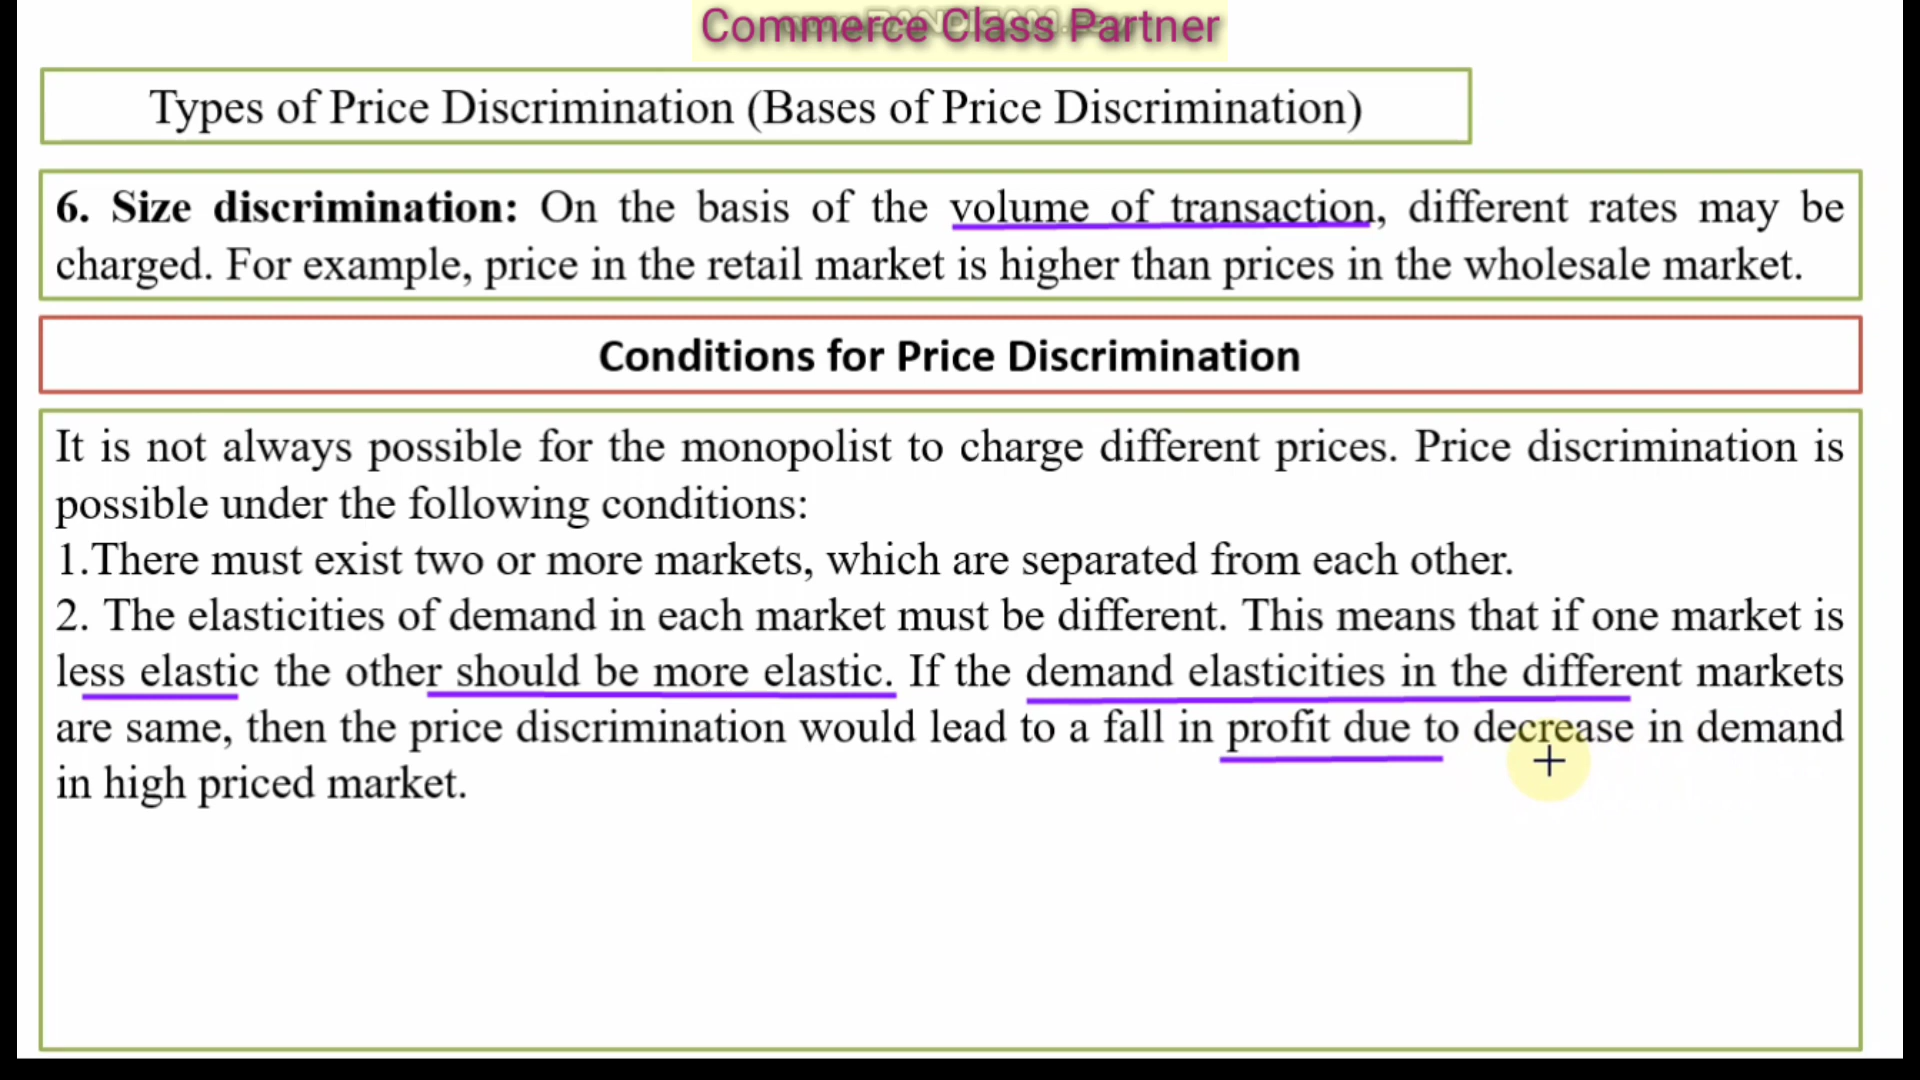 Commerce Class Partner
Types of Price Discrimination (Bases of Price Discrimination)
6. Size discrimination: On the basis of the volume of transaction, different rates may be
charged. For example, price in the retail market is higher than prices in the wholesale market.
Conditions for Price Discrimination
It is not always possible for the monopolist to charge different prices. Price discrimination is
possible under the following conditions:
1.There must exist two or more markets, which are separated from each other.
2. The elasticities of demand in each market must be different. This means that if one market is
less elastic the other should be more elastic. If the demand elasticities in the different markets
are same, then the price discrimination would lead to a fall in profit due to decrease in demand
in high priced market.